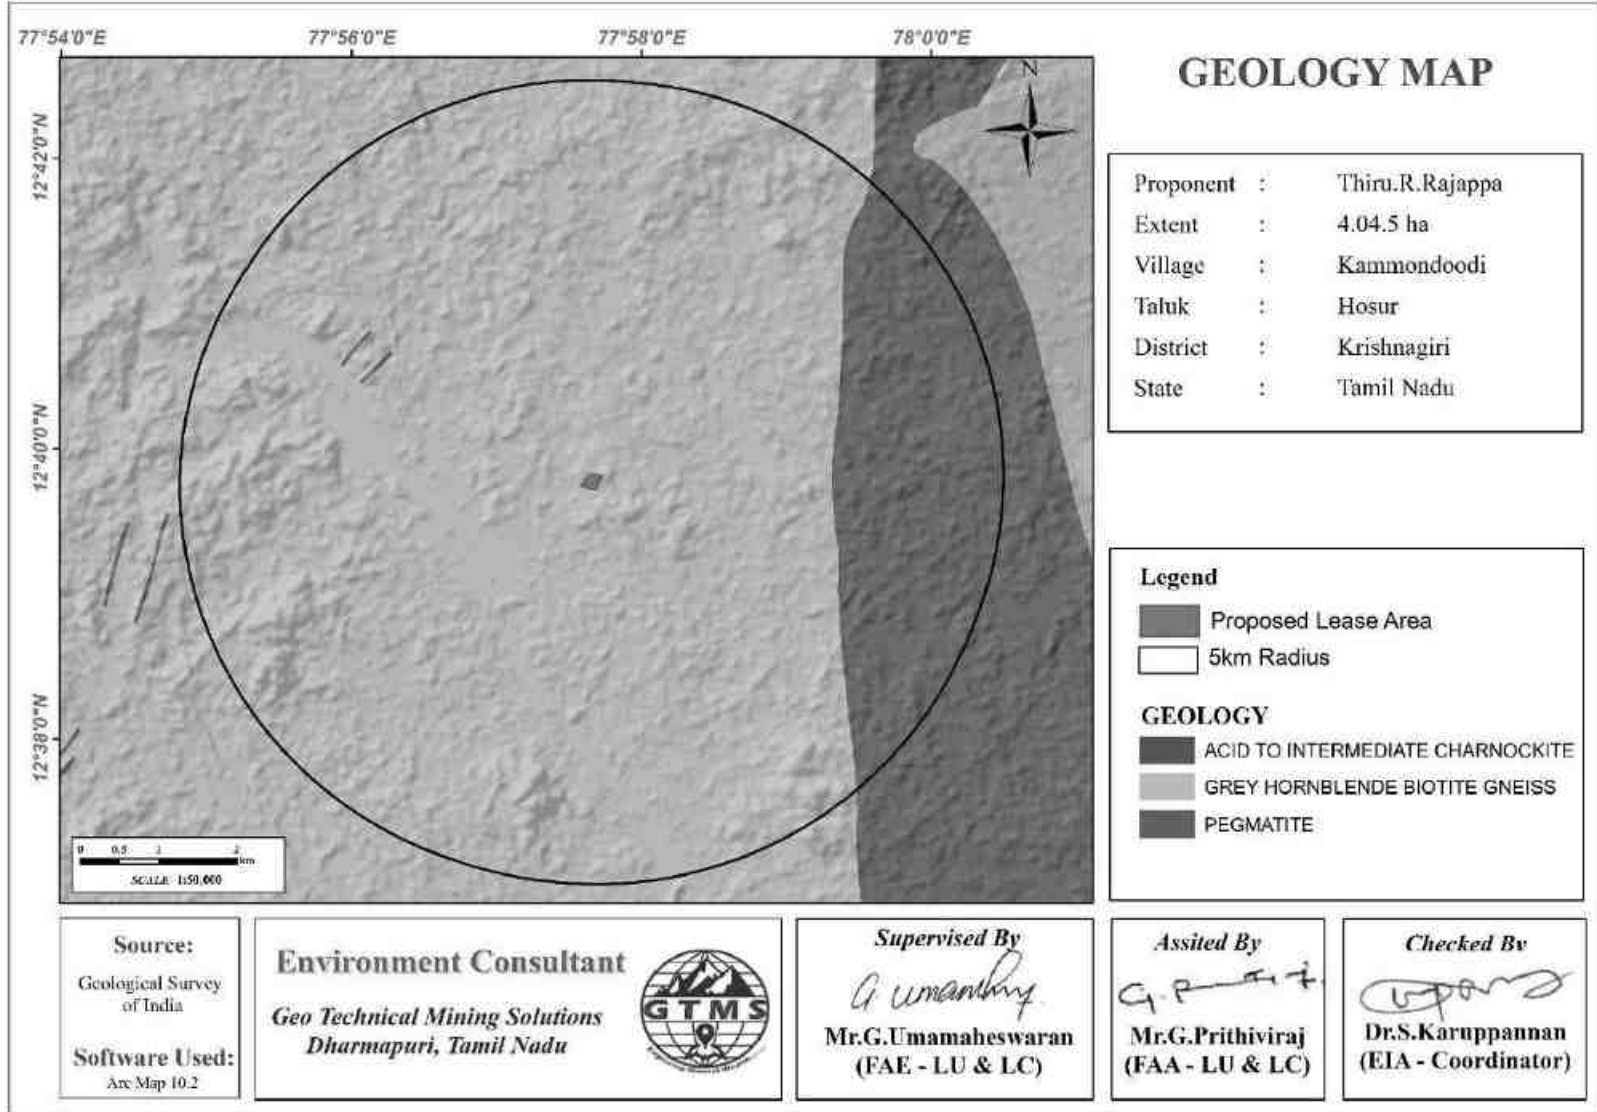 77°54'0"E 77°56'0"E 77°58'0"E 78°0'0"E
12°42'0"N
12°40'0"N
12°38'0"N
N
0 0.5 1 2
km
SCALE 1:50,000
GEOLOGY MAP
Proponent : Thiru.R.Rajappa
Extent : 4.04.5 ha
Village : Kammondoodi
Taluk : Hosur
District : Krishnagiri
State : Tamil Nadu
Legend
Proposed Lease Area
5km Radius
GEOLOGY
ACID TO INTERMEDIATE CHARNOCKITE
GREY HORNBLENDE BIOTITE GNEISS
PEGMATITE
Source:
Geological Survey
of India
Software Used:
Arc Map 10.2
Environment Consultant
Geo Technical Mining Solutions
Dharmapuri, Tamil Nadu
GTMS
Supervised By
Mr.G.Umamaheswaran
(FAE - LU & LC)
Assited By
Mr.G.Prithiviraj
(FAA - LU & LC)
Checked By
Dr.S.Karuppannan
(EIA - Coordinator)